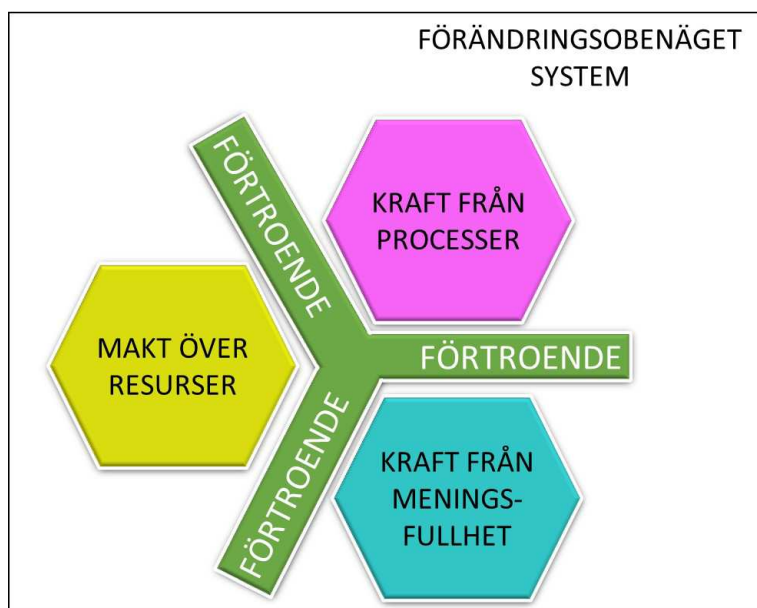 FÖRÄNDRINGSOBENÄGET
SYSTEM
FÖRTROENDE
KRAFT FRÅN
PROCESSER
MAKT ÖVER
RESURSER
FÖRTROENDE
FÖRTROENDE
KRAFT FRÅN
MENINGS-
FULLHET